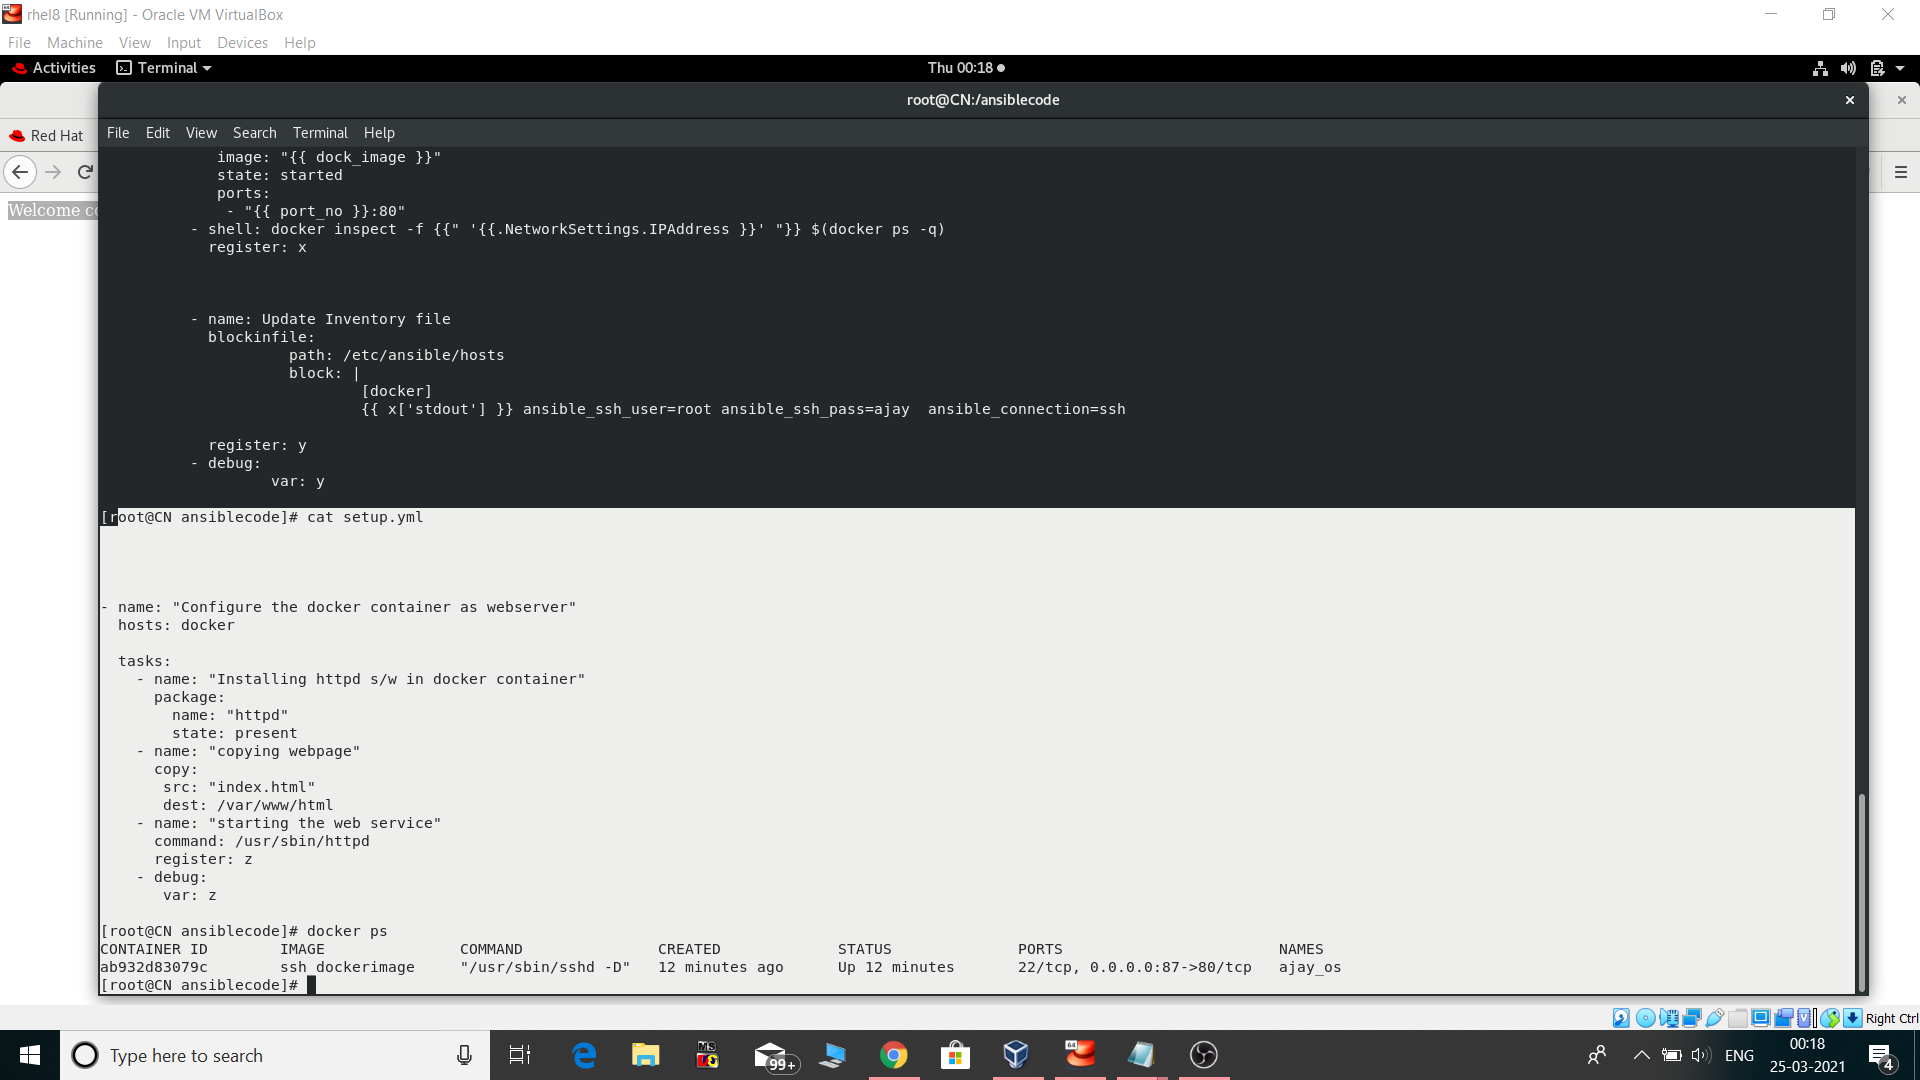 rhel8 [Running] - Oracle VM VirtualBox
File Machine View Input Devices Help
Activities Terminal Thu 00:18
root@CN:/ansiblecode
File Edit View Search Terminal Help
Red Hat
Welcome
image: "{{ dock_image }}"
state: started
ports:
- "{{ port_no }}:80"
- shell: docker inspect -f {{" '{{.NetworkSettings.IPAddress }}' "}} $(docker ps -q)
register: x
- name: Update Inventory file
blockinfile:
path: /etc/ansible/hosts
block: |
[docker]
{{ x['stdout'] }} ansible_ssh_user=root ansible_ssh_pass=ajay  ansible_connection=ssh
register: y
- debug:
var: y
[root@CN ansiblecode]# cat setup.yml
- name: "Configure the docker container as webserver"
hosts: docker
tasks:
- name: "Installing httpd s/w in docker container"
package:
name: "httpd"
state: present
- name: "copying webpage"
copy:
src: "index.html"
dest: /var/www/html
- name: "starting the web service"
command: /usr/sbin/httpd
register: z
- debug:
var: z
[root@CN ansiblecode]# docker ps
CONTAINER ID IMAGE COMMAND CREATED STATUS PORTS NAMES
ab932d83079c ssh_dockerimage "/usr/sbin/sshd -D" 12 minutes ago Up 12 minutes 22/tcp, 0.0.0.0:87->80/tcp ajay_os
[root@CN ansiblecode]#
Right Ctrl
Type here to search
99+
ENG
00:18
25-03-2021
4